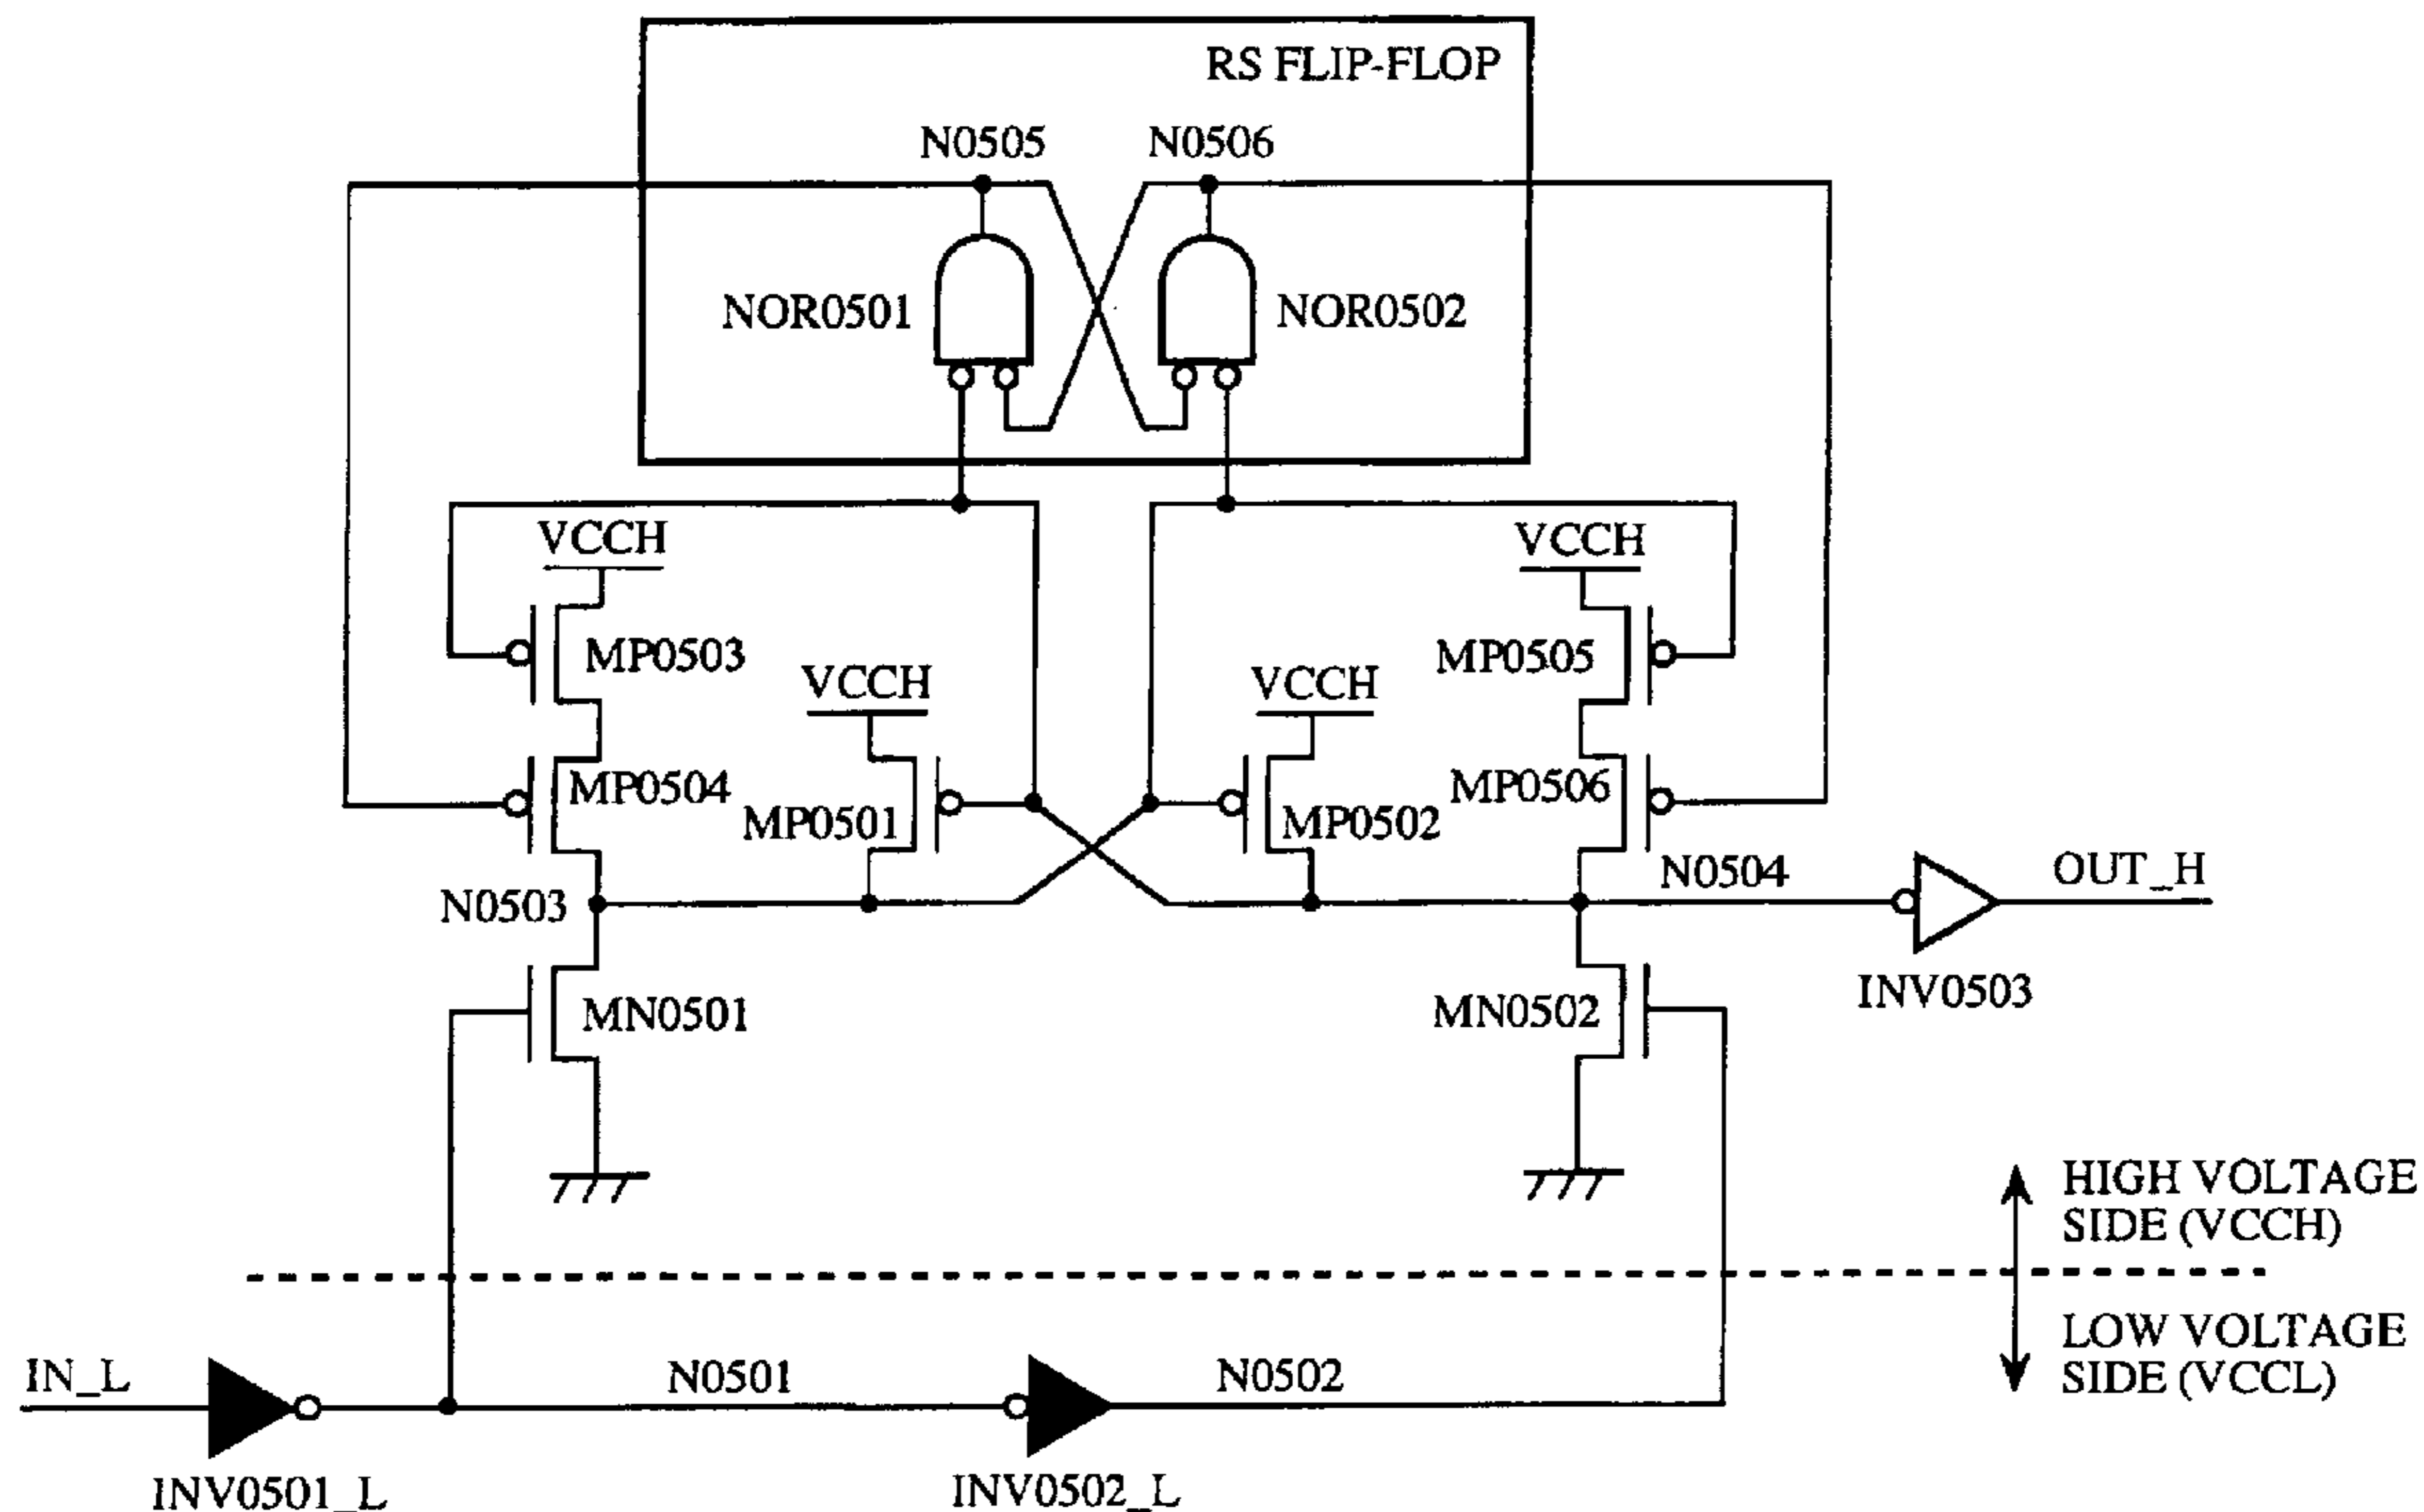 RS FLIP-FLOP
N0505
N0506
NOR0501
NOR0502
VCCH
VCCH
MP0503
MP0505
VCCH
VCCH
MP0504
MP0506
MP0501
MP0502
N0503
N0504
OUT_H
INV0503
MN0501
MN0502
HIGH VOLTAGE
SIDE (VCCH)
LOW VOLTAGE
SIDE (VCCL)
IN_L
N0501
N0502
INV0501_L
INV0502_L